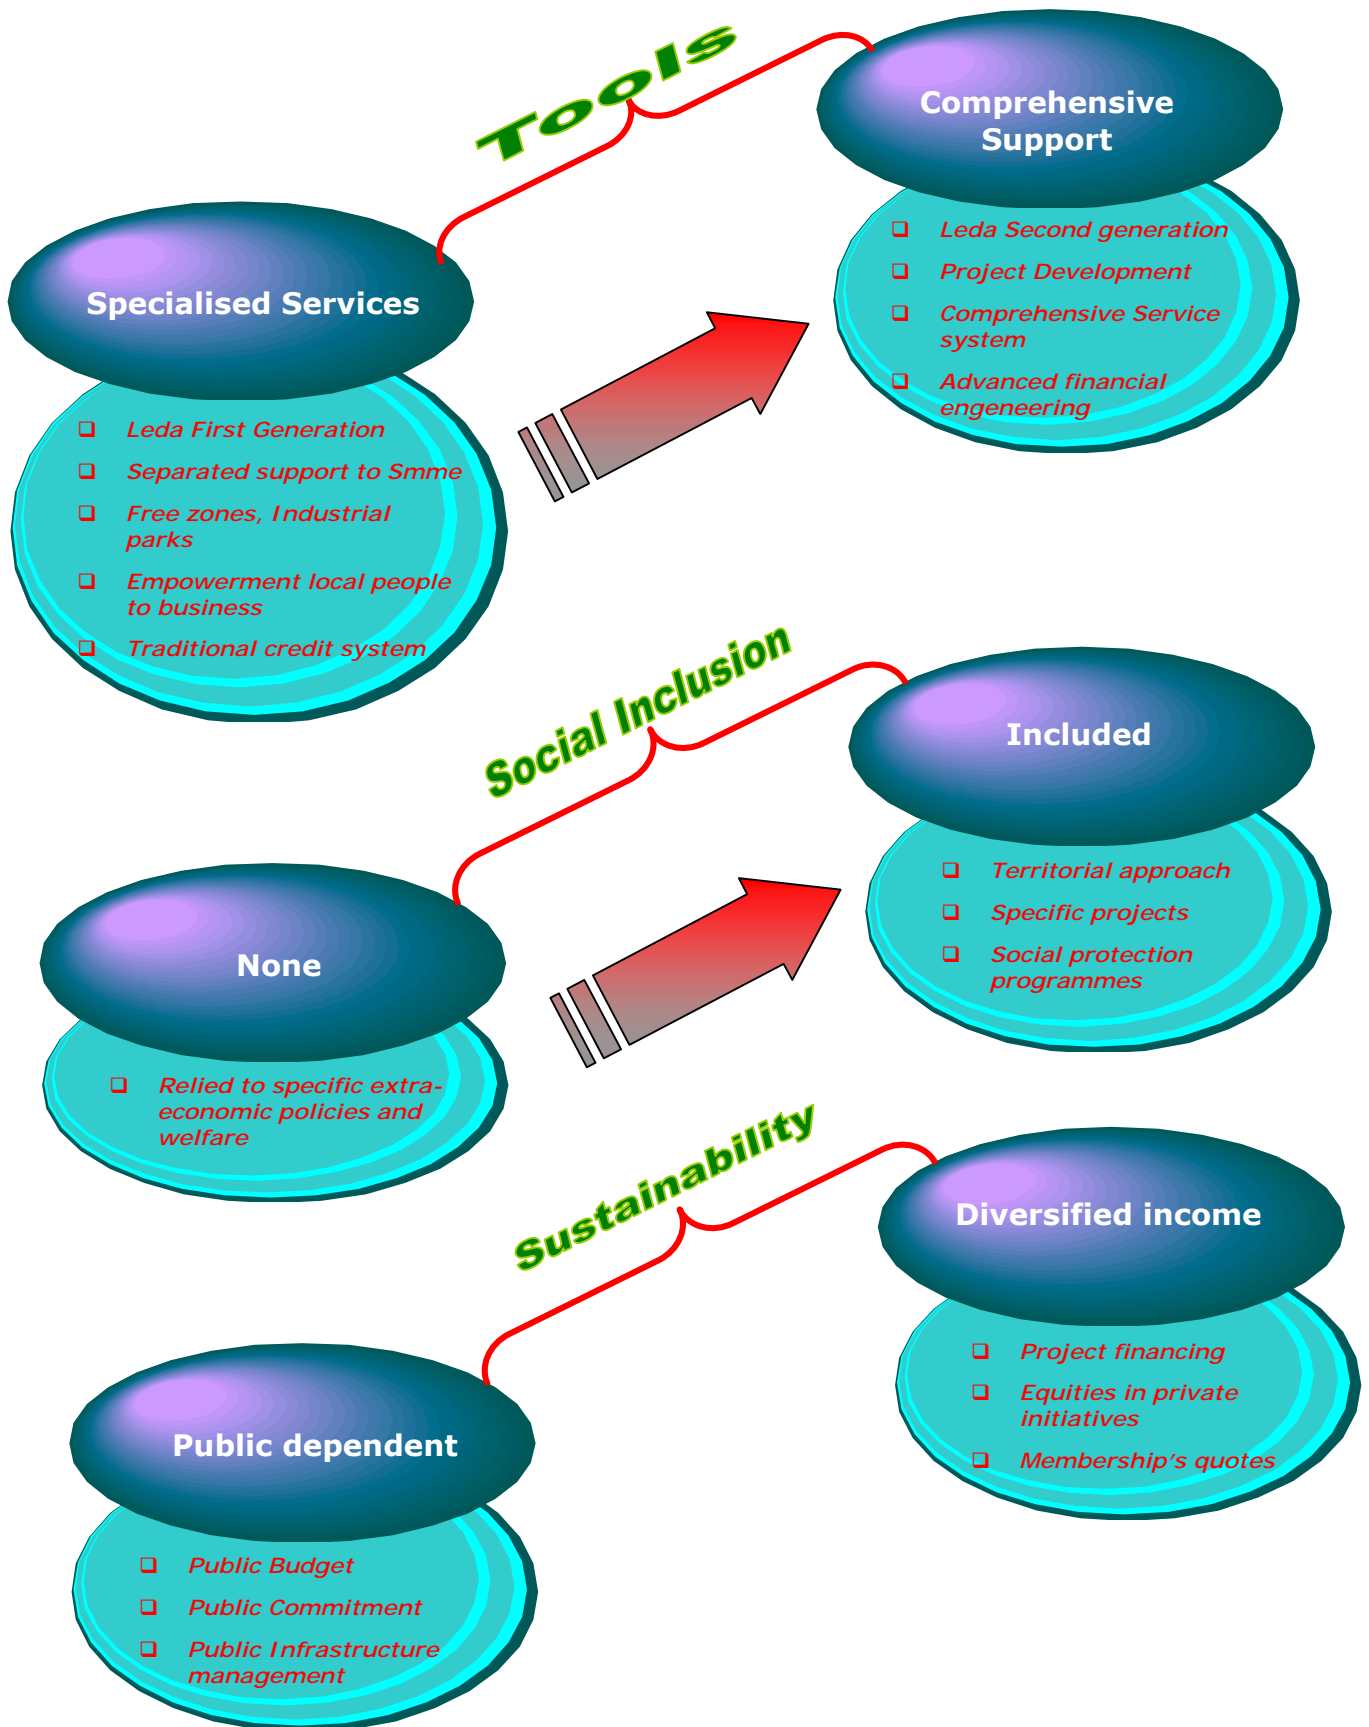 Tools
Comprehensive
Support
❑ Leda Second generation
❑ Project Development
❑ Comprehensive Service
system
❑ Advanced financial
engeneering
Specialised Services
❑ Leda First Generation
❑ Separated support to Smme
❑ Free zones, Industrial
parks
❑ Empowerment local people
to business
❑ Traditional credit system
Social Inclusion
Included
❑ Territorial approach
❑ Specific projects
❑ Social protection
programmes
None
❑ Relied to specific extra-
economic policies and
welfare
Sustainability
Diversified income
❑ Project financing
❑ Equities in private
initiatives
❑ Membership’s quotes
Public dependent
❑ Public Budget
❑ Public Commitment
❑ Public Infrastructure
management